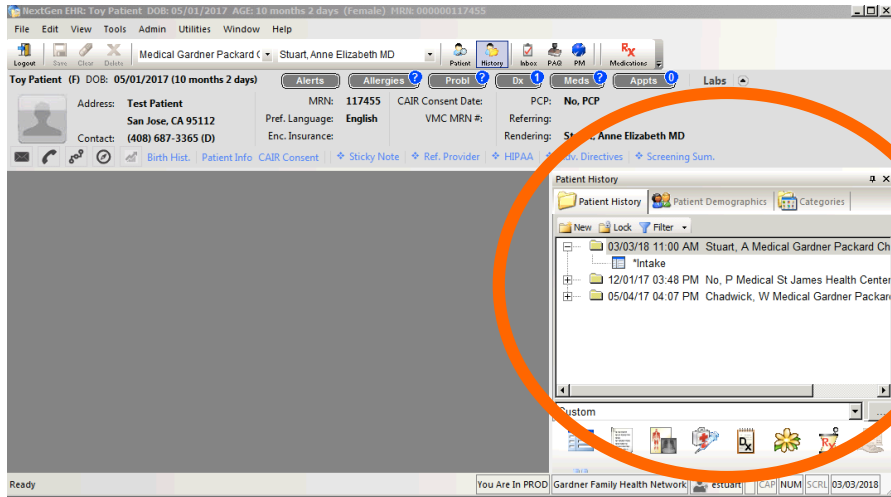 NextGen EHR: Toy Patient DOB: 05/01/2017 AGE: 10 months 2 days (Female) MRN: 000000117455
File Edit View Tools Admin Utilities Window Help
Logout Save Clear Delete Medical Gardner Packard C Stuart, Anne Elizabeth MD Patient History Inbox PAQ PM Medications
Toy Patient (F) DOB: 05/01/2017 (10 months 2 days) Alerts Allergies ? Probl ? Dx 1 Meds ? Appts 0 Labs
Address: Test Patient MRN: 117455 CAIR Consent Date: PCP: No, PCP
San Jose, CA 95112 Pref. Language: English VMC MRN #: Referring:
Contact: (408) 687-3365 (D) Enc. Insurance: Rendering: Anne Elizabeth MD
Birth Hist. Patient Info CAIR Consent Sticky Note Ref. Provider HIPAA Directives Screening Sum.
Patient History
Patient History Patient Demographics Categories
New Lock Filter
03/03/18 11:00 AM Stuart, A Medical Gardner Packard Ch
*Intake
12/01/17 03:48 PM No, P Medical St James Health Center
05/04/17 04:07 PM Chadwick, W Medical Gardner Packar
Custom ...
Dx Rx
Ready You Are In PROD Gardner Family Health Network estuart CAP NUM SCRL 03/03/2018